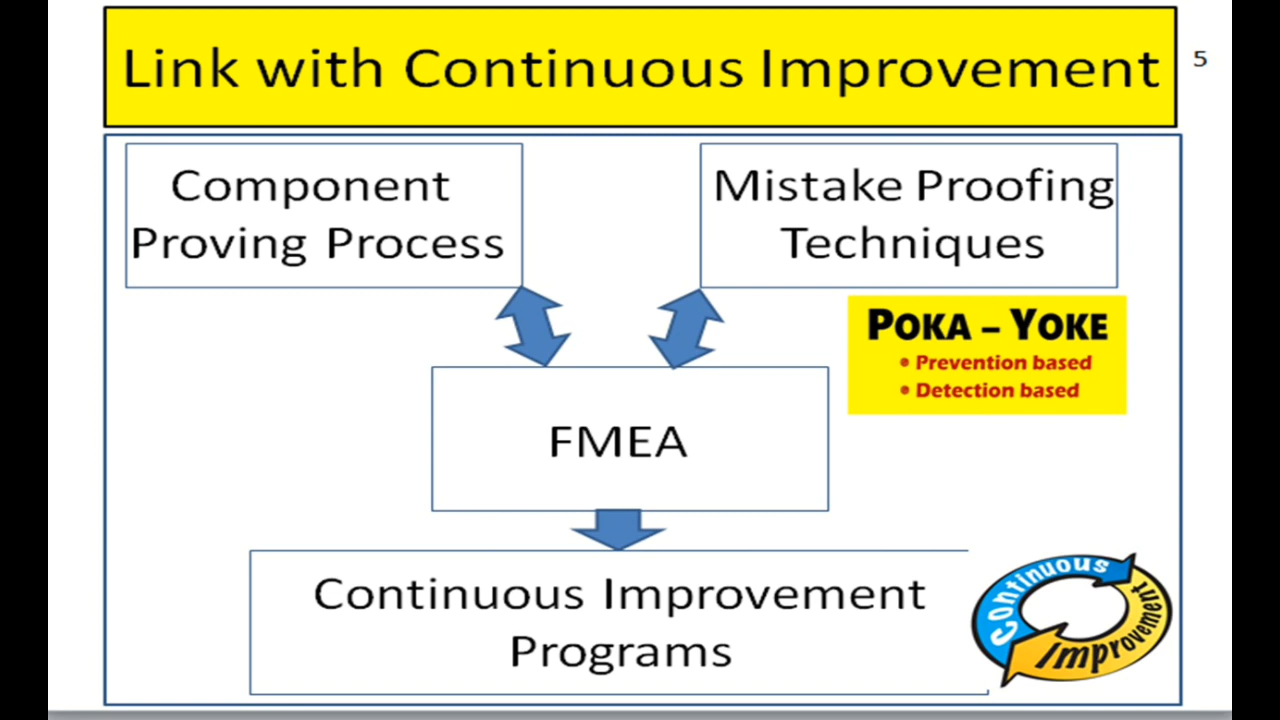 Link with Continuous Improvement
5
Component
Proving Process
Mistake Proofing
Techniques
POKA – YOKE
• Prevention based
• Detection based
FMEA
Continuous Improvement
Programs
Continuous
Improvement